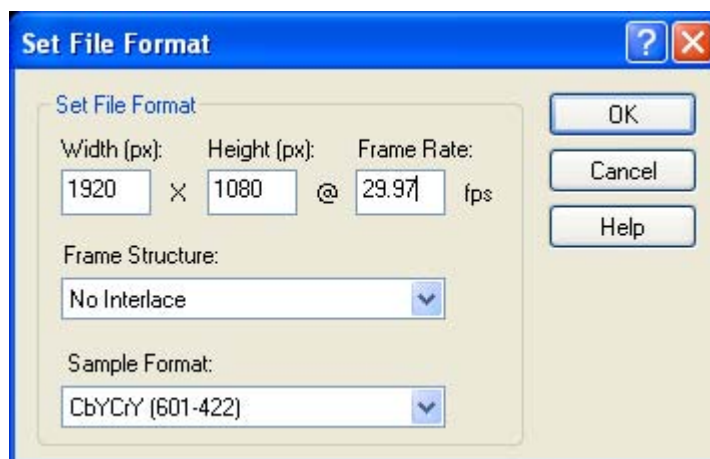 Set File Format
Set File Format
OK
Width (px): Height (px): Frame Rate:
1920 X 1080 @ 29.97 fps
Cancel
Help
Frame Structure:
No Interlace
Sample Format:
CbYCrY (601-422)